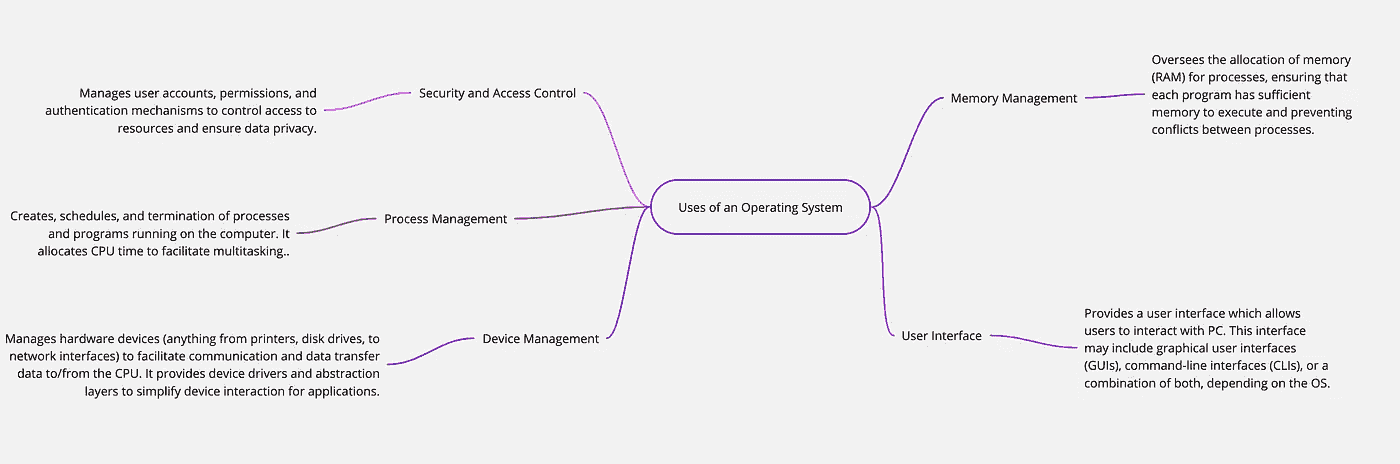 Uses of an Operating System
Security and Access Control
Manages user accounts, permissions, and
authentication mechanisms to control access to
resources and ensure data privacy.
Process Management
Creates, schedules, and termination of processes
and programs running on the computer. It
allocates CPU time to facilitate multitasking..
Device Management
Manages hardware devices (anything from printers, disk drives, to
network interfaces) to facilitate communication and data transfer
data to/from the CPU. It provides device drivers and abstraction
layers to simplify device interaction for applications.
Memory Management
Oversees the allocation of memory
(RAM) for processes, ensuring that
each program has sufficient
memory to execute and preventing
conflicts between processes.
User Interface
Provides a user interface which allows
users to interact with PC. This interface
may include graphical user interfaces
(GUIs), command-line interfaces (CLIs), or a
combination of both, depending on the OS.